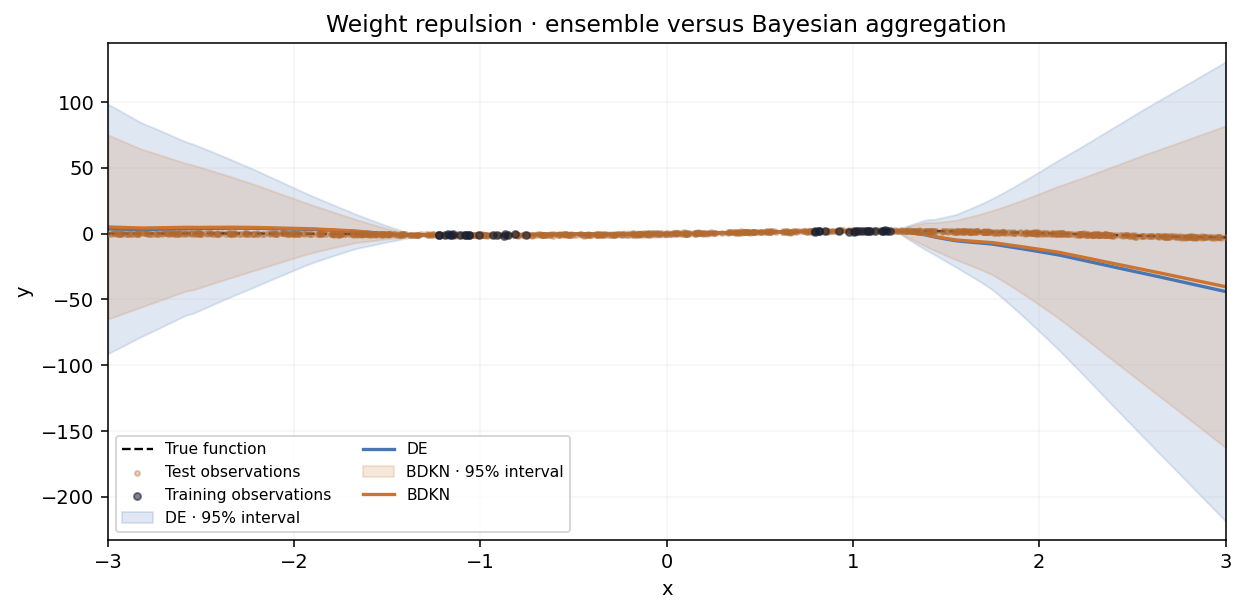 Weight repulsion · ensemble versus Bayesian aggregation
y
100
50
0
−50
−100
−150
−200
True function
Test observations
Training observations
DE · 95% interval
DE
BDKN · 95% interval
BDKN
−3 −2 −1 0 1 2 3
x